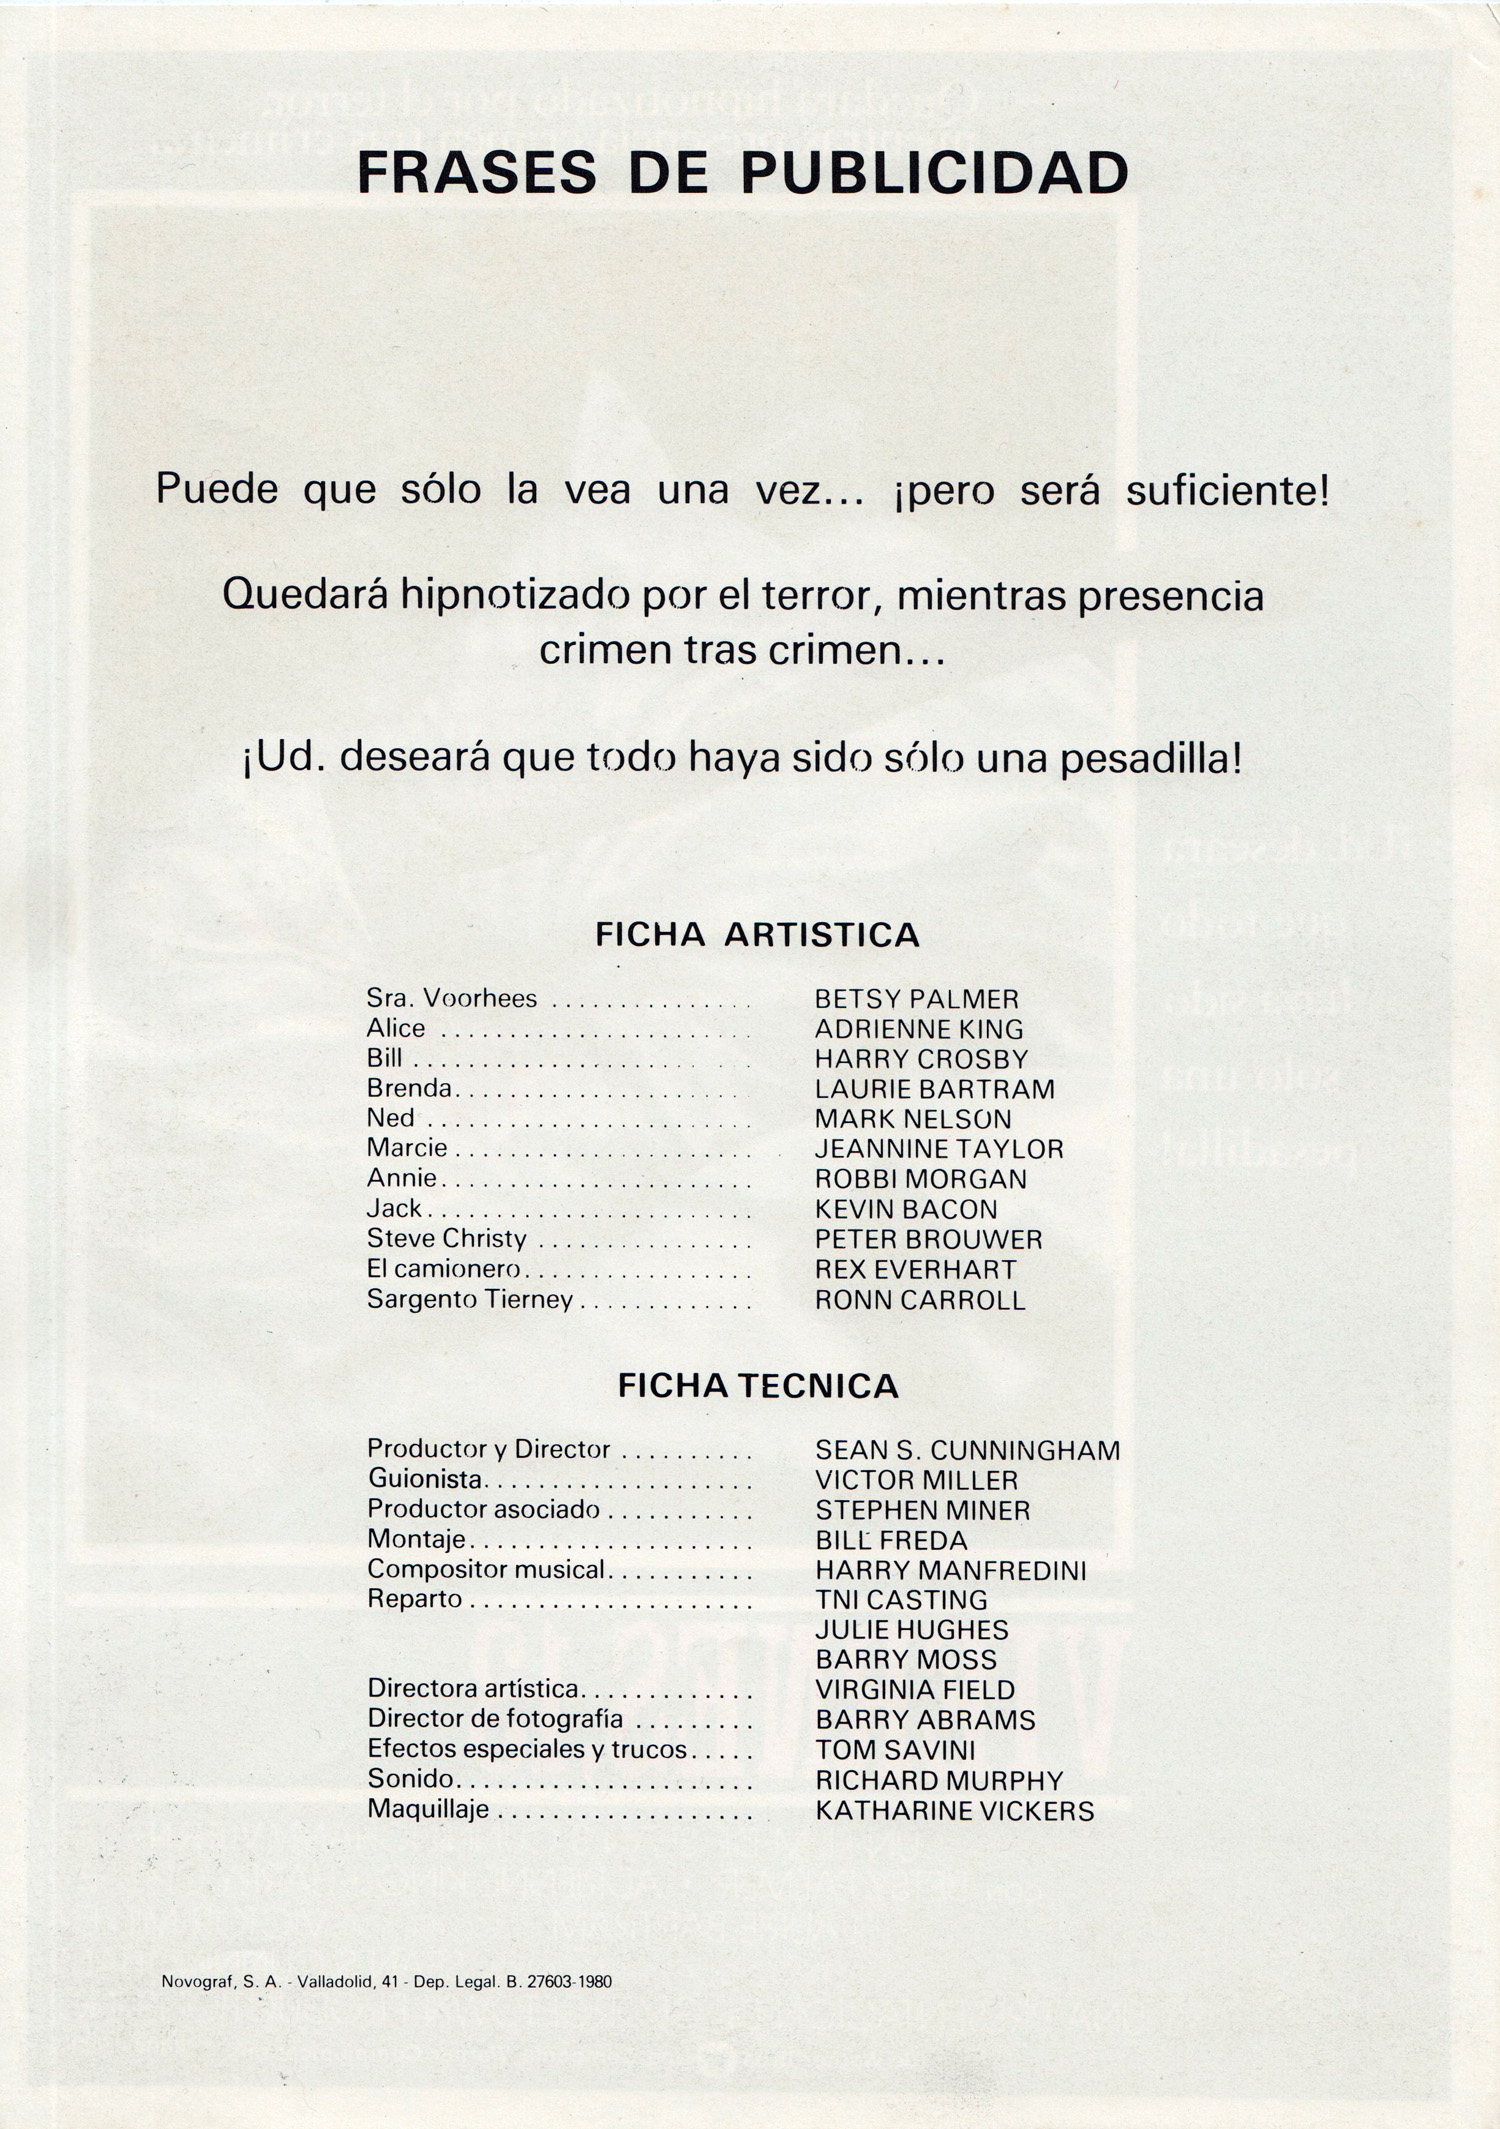 FRASES DE PUBLICIDAD
Puede que sólo la vea una vez... ¡pero será suficiente!
Quedará hipnotizado por el terror, mientras presencia
crimen tras crimen...
¡Ud. deseará que todo haya sido sólo una pesadilla!
FICHA ARTISTICA
Sra. Voorhees ............... BETSY PALMER
Alice ....................... ADRIENNE KING
Bill ........................ HARRY CROSBY
Brenda..................... LAURIE BARTRAM
Ned ........................ MARK NELSON
Marcie ...................... JEANNINE TAYLOR
Annie....................... ROBBI MORGAN
Jack........................ KEVIN BACON
Steve Christy ................ PETER BROUWER
El camionero................. REX EVERHART
Sargento Tierney ............. RONN CARROLL
FICHA TECNICA
Productor y Director .......... SEAN S. CUNNINGHAM
Guionista.................... VICTOR MILLER
Productor asociado ........... STEPHEN MINER
Montaje..................... BILL FREDA
Compositor musical........... HARRY MANFREDINI
Reparto ..................... TNI CASTING
JULIE HUGHES
BARRY MOSS
Directora artística............. VIRGINIA FIELD
Director de fotografía ......... BARRY ABRAMS
Efectos especiales y trucos..... TOM SAVINI
Sonido...................... RICHARD MURPHY
Maquillaje ................... KATHARINE VICKERS
Novograf, S. A. - Valladolid, 41 - Dep. Legal. B. 27603-1980